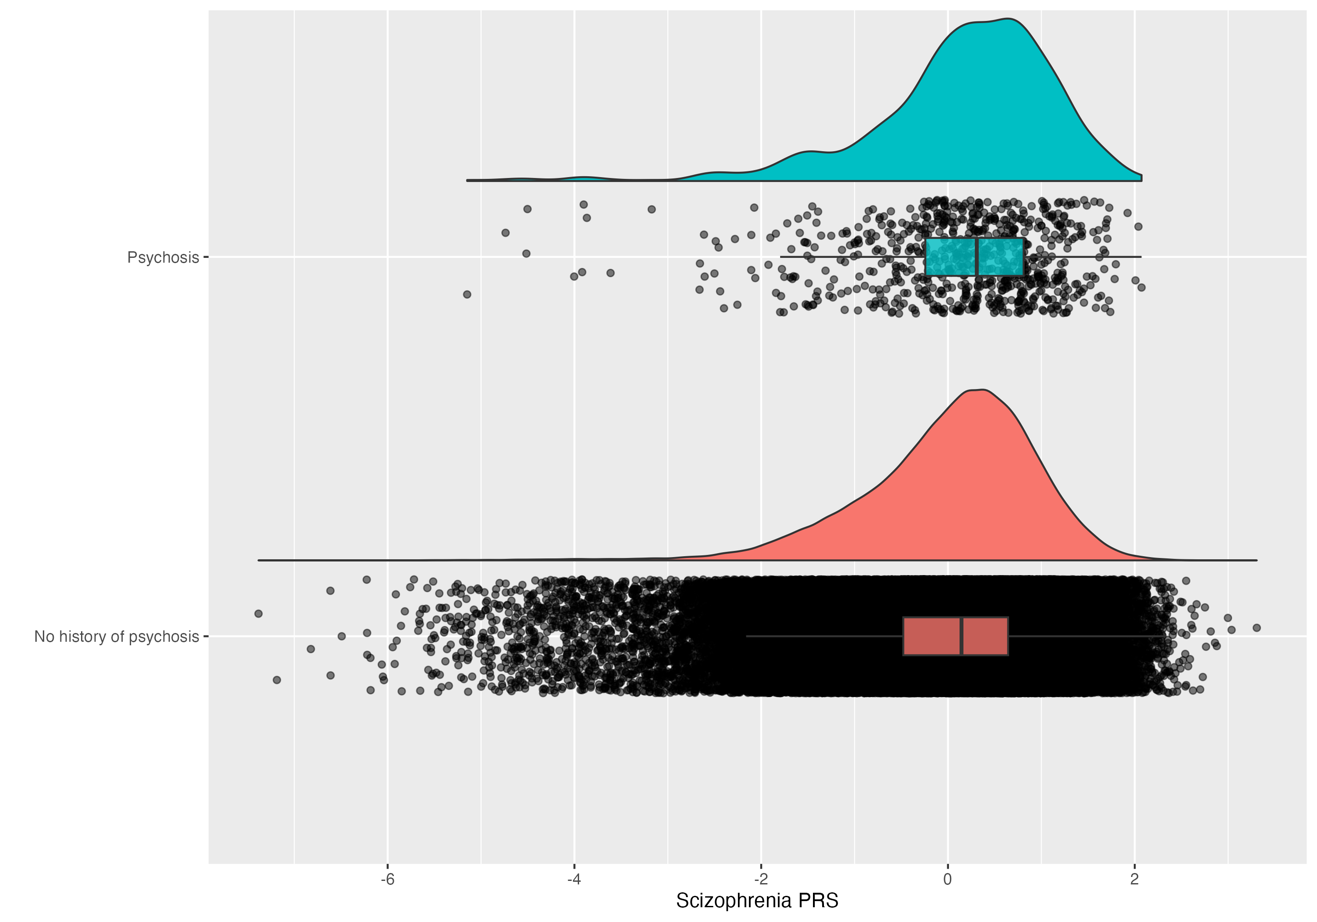 Psychosis
No history of psychosis
-6 -4 -2 0 2
Scizophrenia PRS